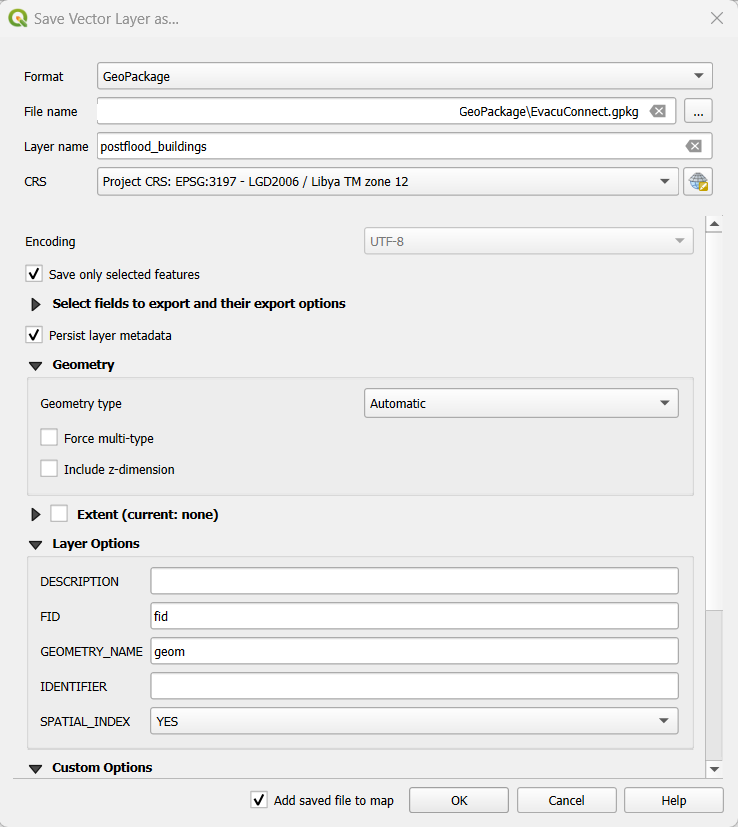 Save Vector Layer as...
Format GeoPackage
File name GeoPackage\EvacuConnect.gpkg ...
Layer name postflood_buildings
CRS Project CRS: EPSG:3197 - LGD2006 / Libya TM zone 12
Encoding UTF-8
Save only selected features
Select fields to export and their export options
Persist layer metadata
Geometry
Geometry type Automatic
Force multi-type
Include z-dimension
Extent (current: none)
Layer Options
DESCRIPTION
FID fid
GEOMETRY_NAME geom
IDENTIFIER
SPATIAL_INDEX YES
Custom Options
Add saved file to map OK Cancel Help